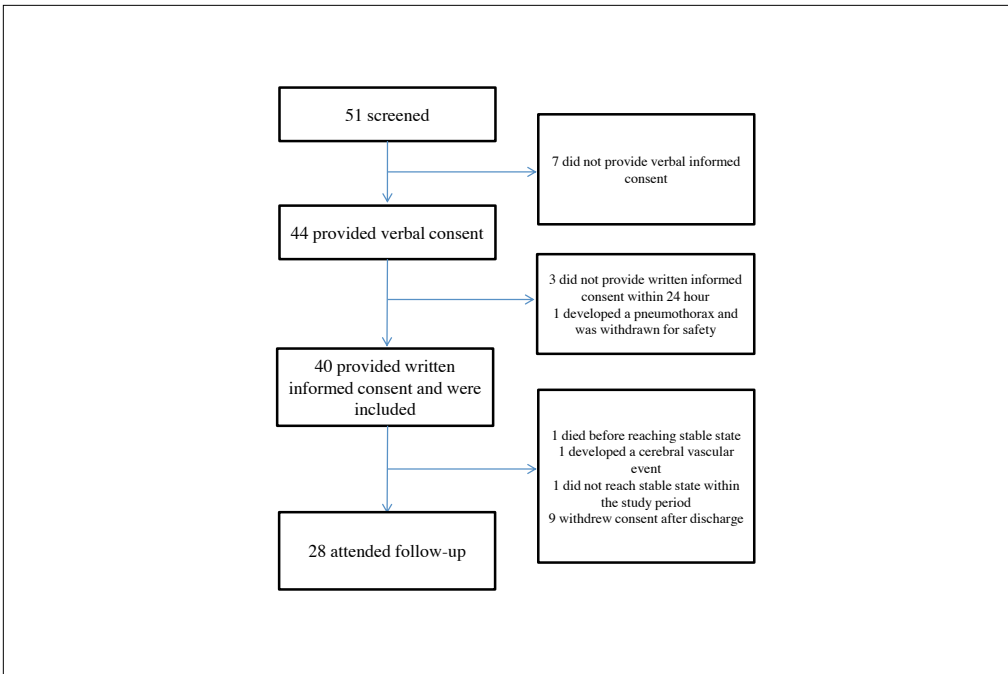 51 screened
7 did not provide verbal informed
consent
44 provided verbal consent
3 did not provide written informed
consent within 24 hour
1 developed a pneumothorax and
was withdrawn for safety
40 provided written
informed consent and were
included
1 died before reaching stable state
1 developed a cerebral vascular
event
1 did not reach stable state within
the study period
9 withdrew consent after discharge
28 attended follow-up